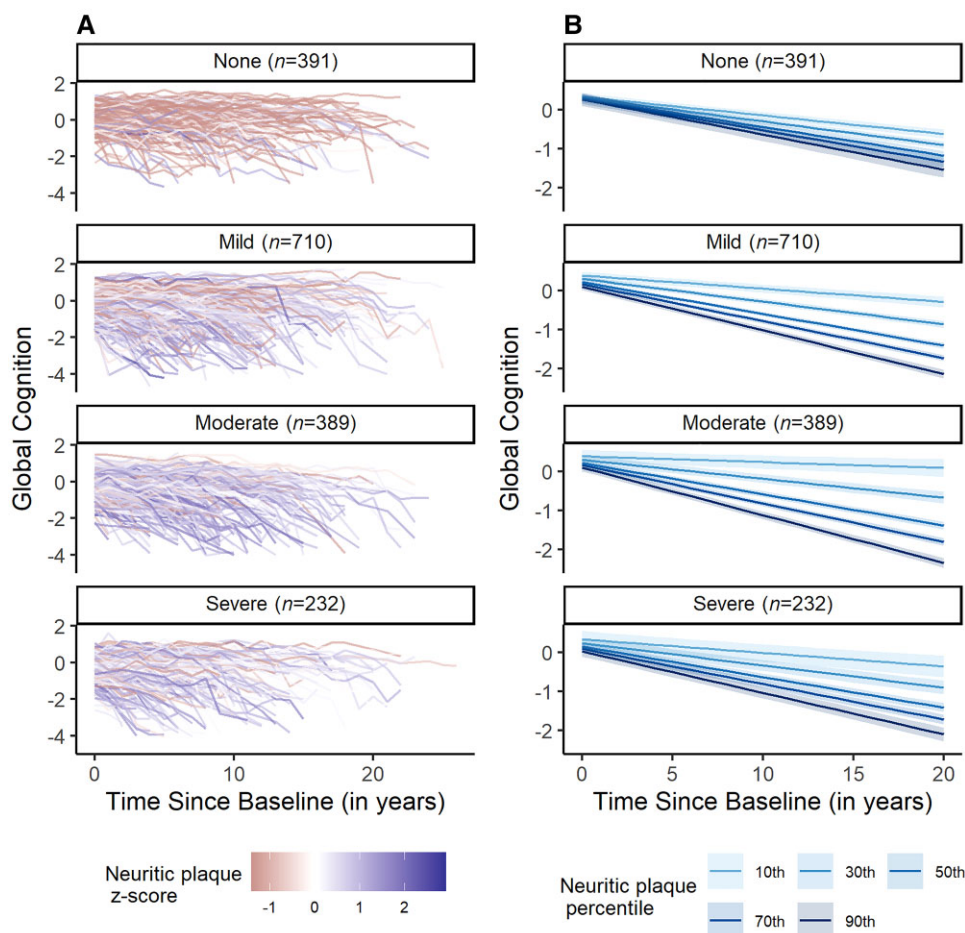 A
None (n=391)
2
0
-2
-4
Mild (n=710)
2
0
-2
-4
Moderate (n=389)
2
0
-2
-4
Severe (n=232)
2
0
-2
-4
0 10 20
Global Cognition
Time Since Baseline (in years)
Neuritic plaque
z-score
-1 0 1 2
B
None (n=391)
0
-1
-2
Mild (n=710)
0
-1
-2
Moderate (n=389)
0
-1
-2
Severe (n=232)
0
-1
-2
0 5 10 15 20
Global Cognition
Time Since Baseline (in years)
Neuritic plaque
percentile
10th 30th 50th
70th 90th